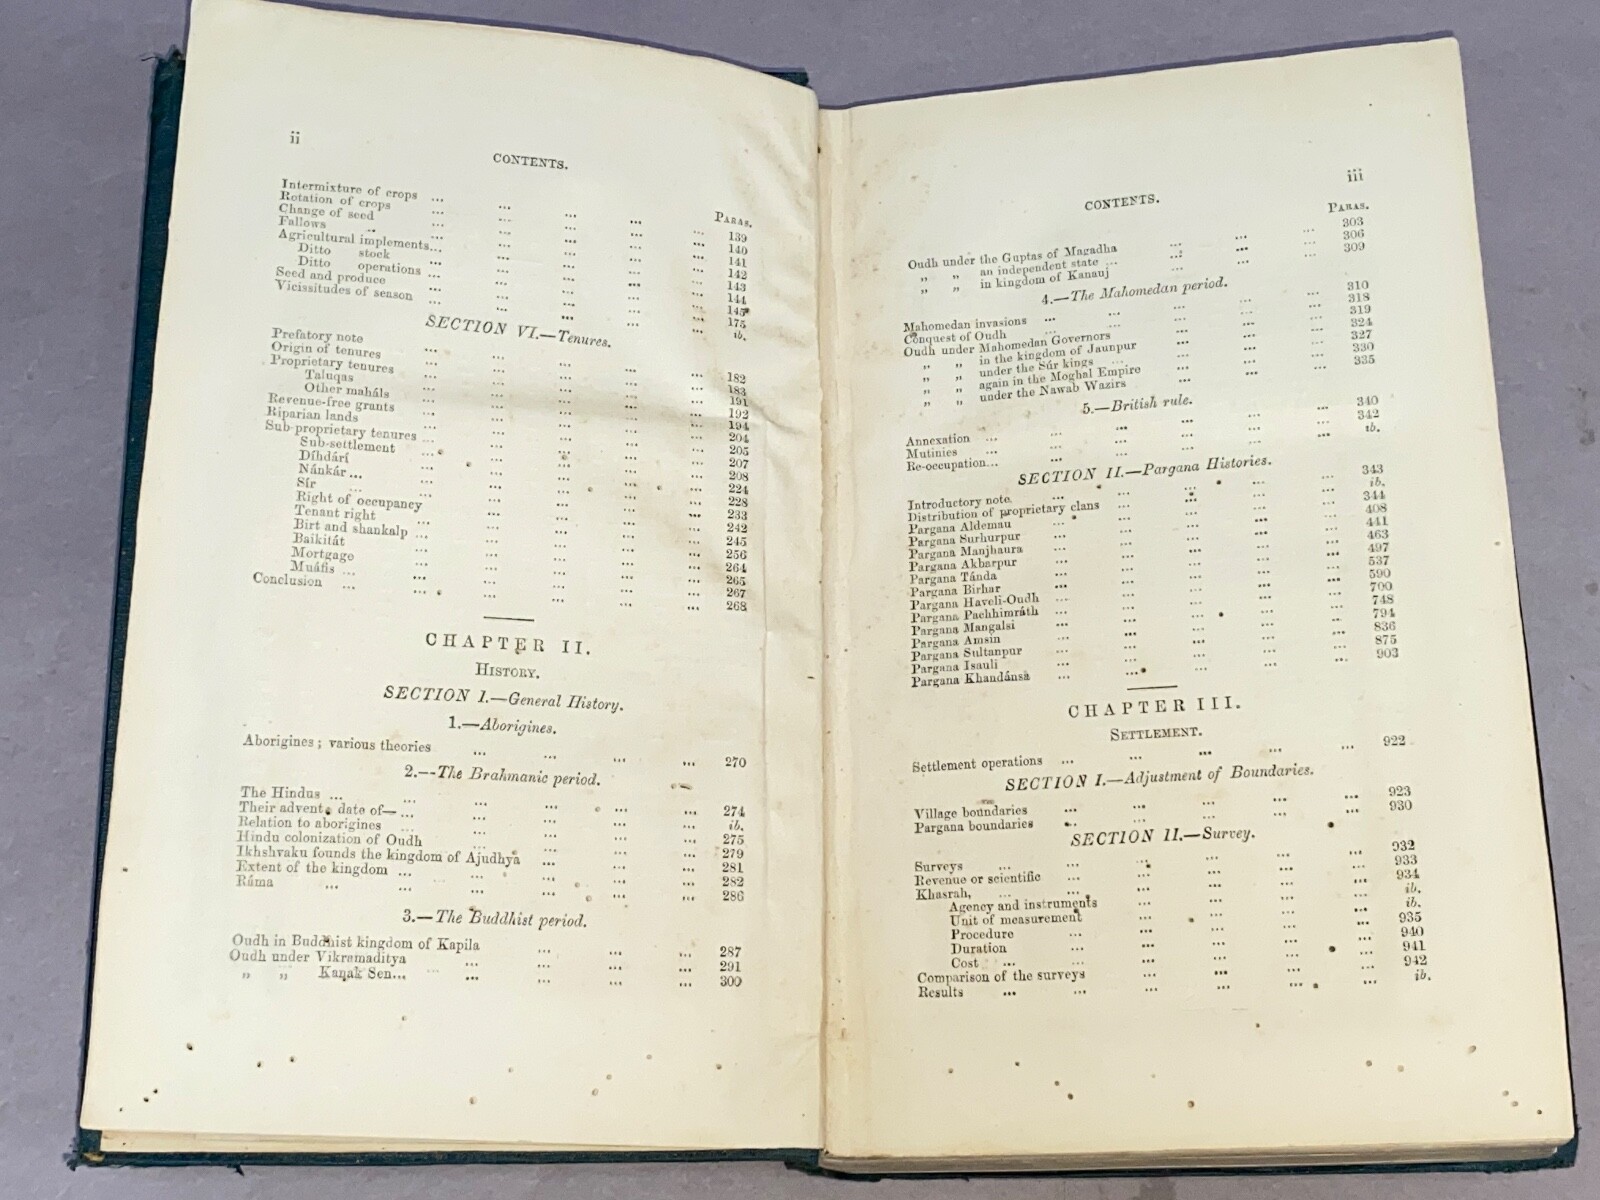 ii
CONTENTS.
PARAS.
Intermixture of crops ... ... ... ... ... 139
Rotation of crops ... ... ... ... ... 140
Change of seed ... ... ... ... ... 141
Fallows ... ... ... ... ... 142
Agricultural implements... ... ... ... ... 143
Ditto stock ... ... ... ... ... 144
Ditto operations ... ... ... ... ... 145
Seed and produce ... ... ... ... ... 175
Vicissitudes of season ... ... ... ... ... ib.
SECTION VI.—Tenures.
Prefatory note ... ... ... ... ... 182
Origin of tenures ... ... ... ... ... 183
Proprietary tenures ... ... ... ... ... 191
Taluqas ... ... ... ... ... 192
Other maháls ... ... ... ... ... 194
Revenue-free grants ... ... ... ... ... 204
Riparian lands ... ... ... ... ... 205
Sub-proprietary tenures ... ... ... ... ... 207
Sub-settlement ... ... ... ... ... 208
Díhdárí ... ... ... ... ... 224
Nánkár ... ... ... ... ... 228
Sír ... ... ... ... ... 233
Right of occupancy ... ... ... ... ... 242
Tenant right ... ... ... ... ... 245
Birt and shankalp ... ... ... ... ... 256
Baikitát ... ... ... ... ... 264
Mortgage ... ... ... ... ... 265
Muáfis ... ... ... ... ... 267
Conclusion ... ... ... ... ... 268
CHAPTER II.
HISTORY.
SECTION I.—General History.
1.—Aborigines.
Aborigines; various theories ... ... ... ... 270
2.—The Brahmanic period.
The Hindus ... ... ... ... ... 274
Their advent, date of— ... ... ... ... ... ib.
Relation to aborigines ... ... ... ... ... 275
Hindu colonization of Oudh ... ... ... ... 279
Ikhshvaku founds the kingdom of Ajudhya ... ... ... 281
Extent of the kingdom ... ... ... ... ... 282
Ráma ... ... ... ... ... 286
3.—The Buddhist period.
Oudh in Buddhist kingdom of Kapila ... ... ... 287
Oudh under Vikramaditya ... ... ... ... 291
„ „ Kanak Sen... ... ... ... ... 300
iii
CONTENTS.
PARAS.
Oudh under the Guptas of Magadha ... ... ... 303
„ „ an independent state ... ... ... ... 306
„ „ in kingdom of Kanauj ... ... ... 309
4.—The Mahomedan period.
Mahomedan invasions ... ... ... ... ... 310
Conquest of Oudh ... ... ... ... ... 318
Oudh under Mahomedan Governors ... ... ... 319
„ „ in the kingdom of Jaunpur ... ... ... 324
„ „ under the Súr kings ... ... ... ... 327
„ „ again in the Moghal Empire ... ... ... 330
„ „ under the Nawab Wazirs ... ... ... 335
5.—British rule.
Annexation ... ... ... ... ... 340
Mutinies ... ... ... ... ... 342
Re-occupation... ... ... ... ... ib.
SECTION II.—Pargana Histories.
Introductory note. ... ... ... ... ... 343
Distribution of proprietary clans ... ... ... ... ib.
Pargana Aldemau ... ... ... ... ... 344
Pargana Surhurpur ... ... ... ... ... 408
Pargana Manjhaura ... ... ... ... ... 441
Pargana Akbarpur ... ... ... ... ... 463
Pargana Tánda ... ... ... ... ... 497
Pargana Birhar ... ... ... ... ... 537
Pargana Haveli-Oudh ... ... ... ... ... 590
Pargana Pachhimráth ... ... ... ... ... 700
Pargana Mangalsi ... ... ... ... ... 748
Pargana Amsin ... ... ... ... ... 794
Pargana Sultanpur ... ... ... ... ... 836
Pargana Isauli ... ... ... ... ... 875
Pargana Khandánsa ... ... ... ... ... 903
CHAPTER III.
SETTLEMENT.
Settlement operations ... ... ... ... ... 922
SECTION I.—Adjustment of Boundaries.
Village boundaries ... ... ... ... ... 923
Pargana boundaries ... ... ... ... ... 930
SECTION II.—Survey.
Surveys ... ... ... ... ... 932
Revenue or scientific ... ... ... ... ... 933
Khasrah, ... ... ... ... ... 934
Agency and instruments ... ... ... ... ib.
Unit of measurement ... ... ... ... ib.
Procedure ... ... ... ... ... 935
Duration ... ... ... ... ... 940
Cost ... ... ... ... ... 941
Comparison of the surveys ... ... ... ... 942
Results ... ... ... ... ... ... ib.